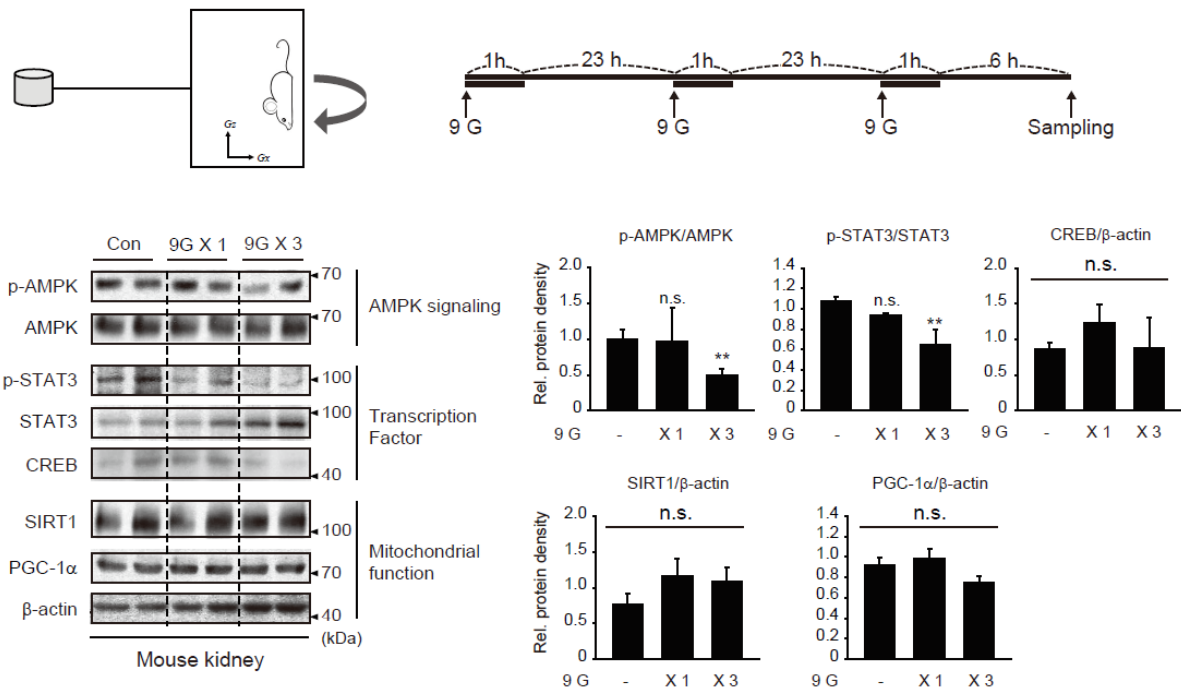 Gz
Gx
1h 23 h 1h 23 h 1h 6 h
9 G 9 G 9 G Sampling
Con 9G X 1 9G X 3
p-AMPK 70
AMPK 70
AMPK signaling
p-STAT3 100
STAT3 100
CREB 40
Transcription
Factor
SIRT1 100
PGC-1α 70
β-actin 40
Mitochondrial
function
(kDa)
Mouse kidney
p-AMPK/AMPK
Rel. protein density
2.0
1.5
1.0
0.5
0
n.s.
**
9 G - X 1 X 3
p-STAT3/STAT3
1.4
1.2
1.0
0.8
0.6
0.4
0.2
0
n.s.
**
9 G - X 1 X 3
CREB/β-actin
2.0
1.5
1.0
0.5
0
n.s.
9 G - X 1 X 3
SIRT1/β-actin
Rel. protein density
2.0
1.5
1.0
0.5
0
n.s.
9 G - X 1 X 3
PGC-1α/β-actin
1.4
1.2
1.0
0.8
0.6
0.4
0.2
0
n.s.
9 G - X 1 X 3